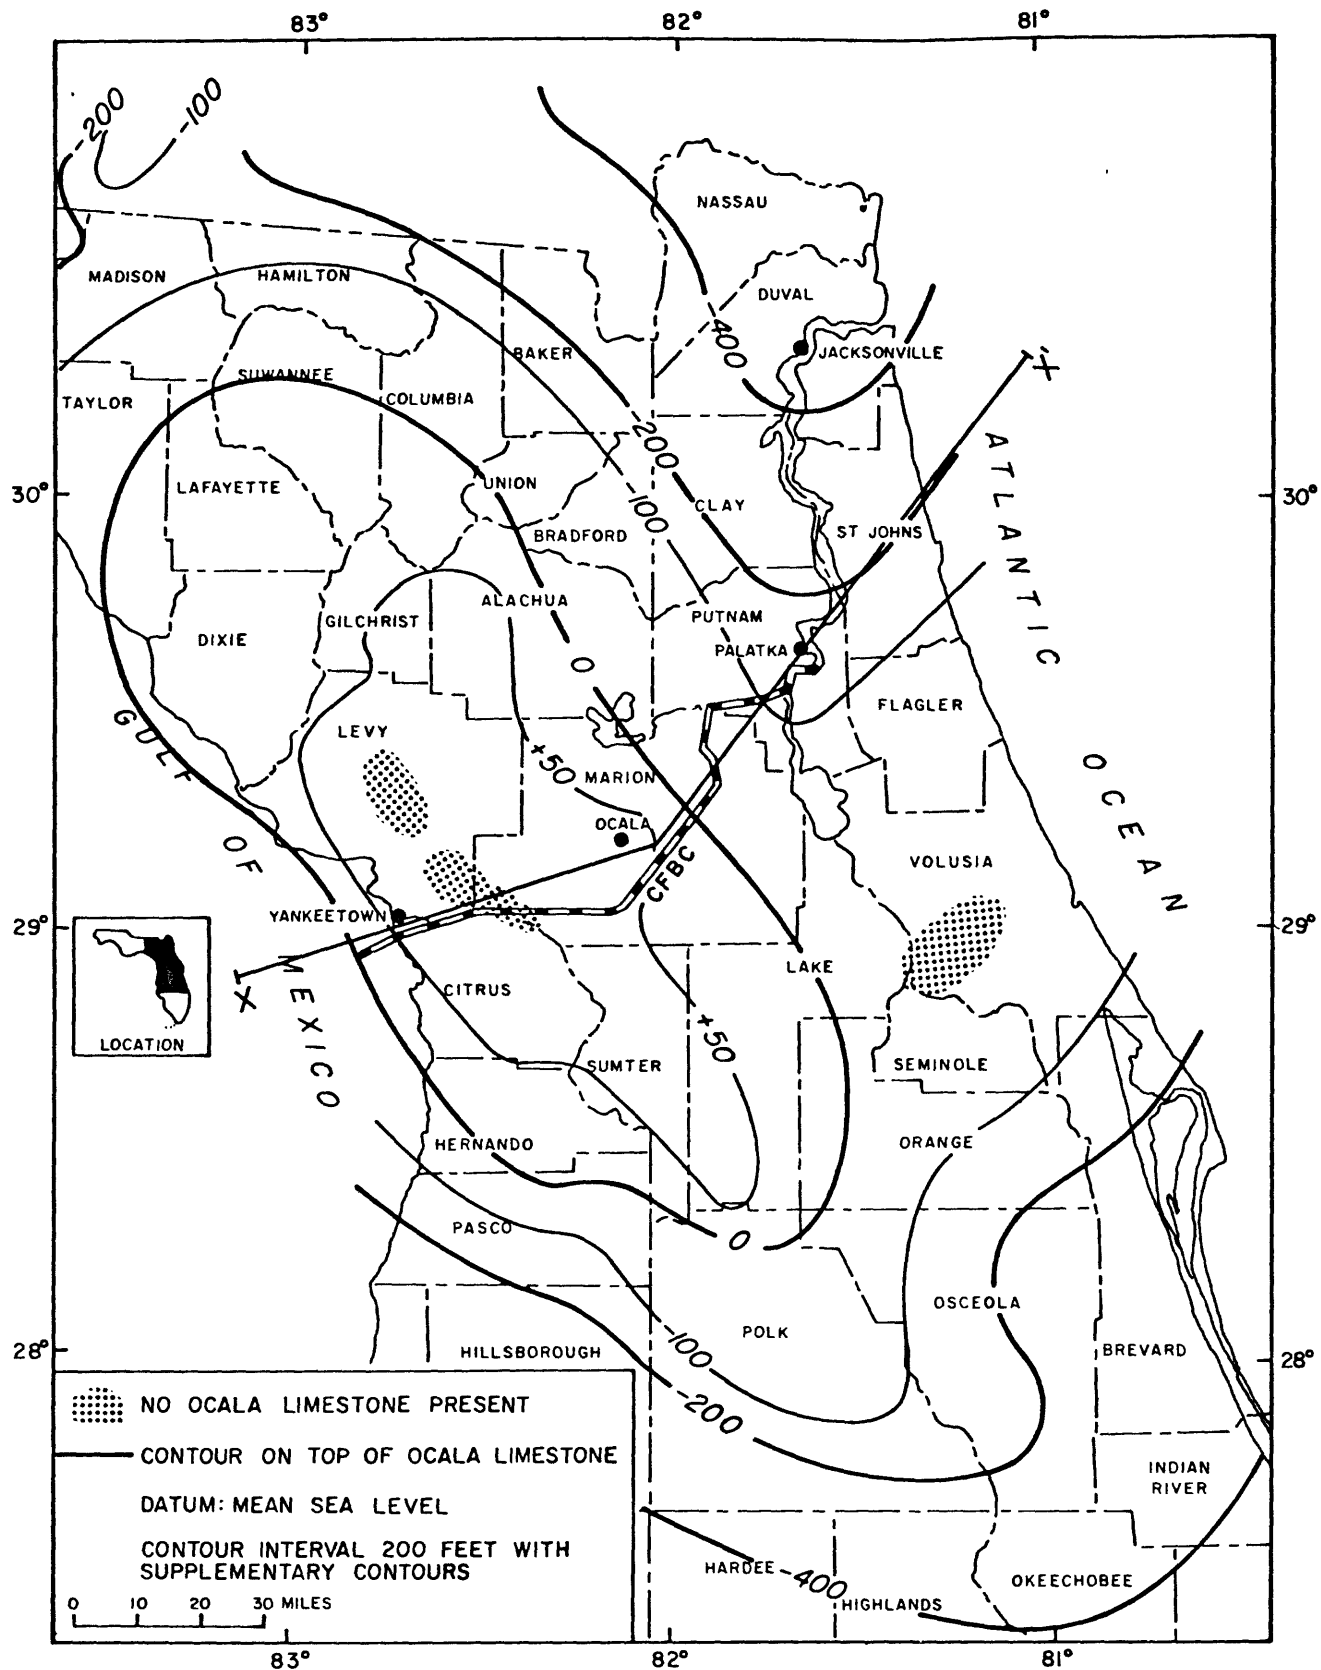 83° 82° 81°
-200
-100
NASSAU
MADISON
HAMILTON
DUVAL
-400
JACKSONVILLE
X'
BAKER
SUWANNEE
COLUMBIA
TAYLOR
-200
ATLANTIC OCEAN
30°
30°
LAFAYETTE
UNION
-100
CLAY
BRADFORD
ST JOHNS
ALACHUA
GILCHRIST
PUTNAM
DIXIE
PALATKA
0
FLAGLER
GULF OF MEXICO
LEVY
+50
MARION
OCALA
CFBC
VOLUSIA
YANKEETOWN
29°
29°
LAKE
X
CITRUS
+50
LOCATION
SUMTER
SEMINOLE
HERNANDO
ORANGE
PASCO
0
OSCEOLA
POLK
28°
28°
HILLSBOROUGH
-100
BREVARD
-200
NO OCALA LIMESTONE PRESENT
CONTOUR ON TOP OF OCALA LIMESTONE
DATUM: MEAN SEA LEVEL
CONTOUR INTERVAL 200 FEET WITH
SUPPLEMENTARY CONTOURS
0 10 20 30 MILES
INDIAN
RIVER
HARDEE
-400
HIGHLANDS
OKEECHOBEE
83° 82° 81°